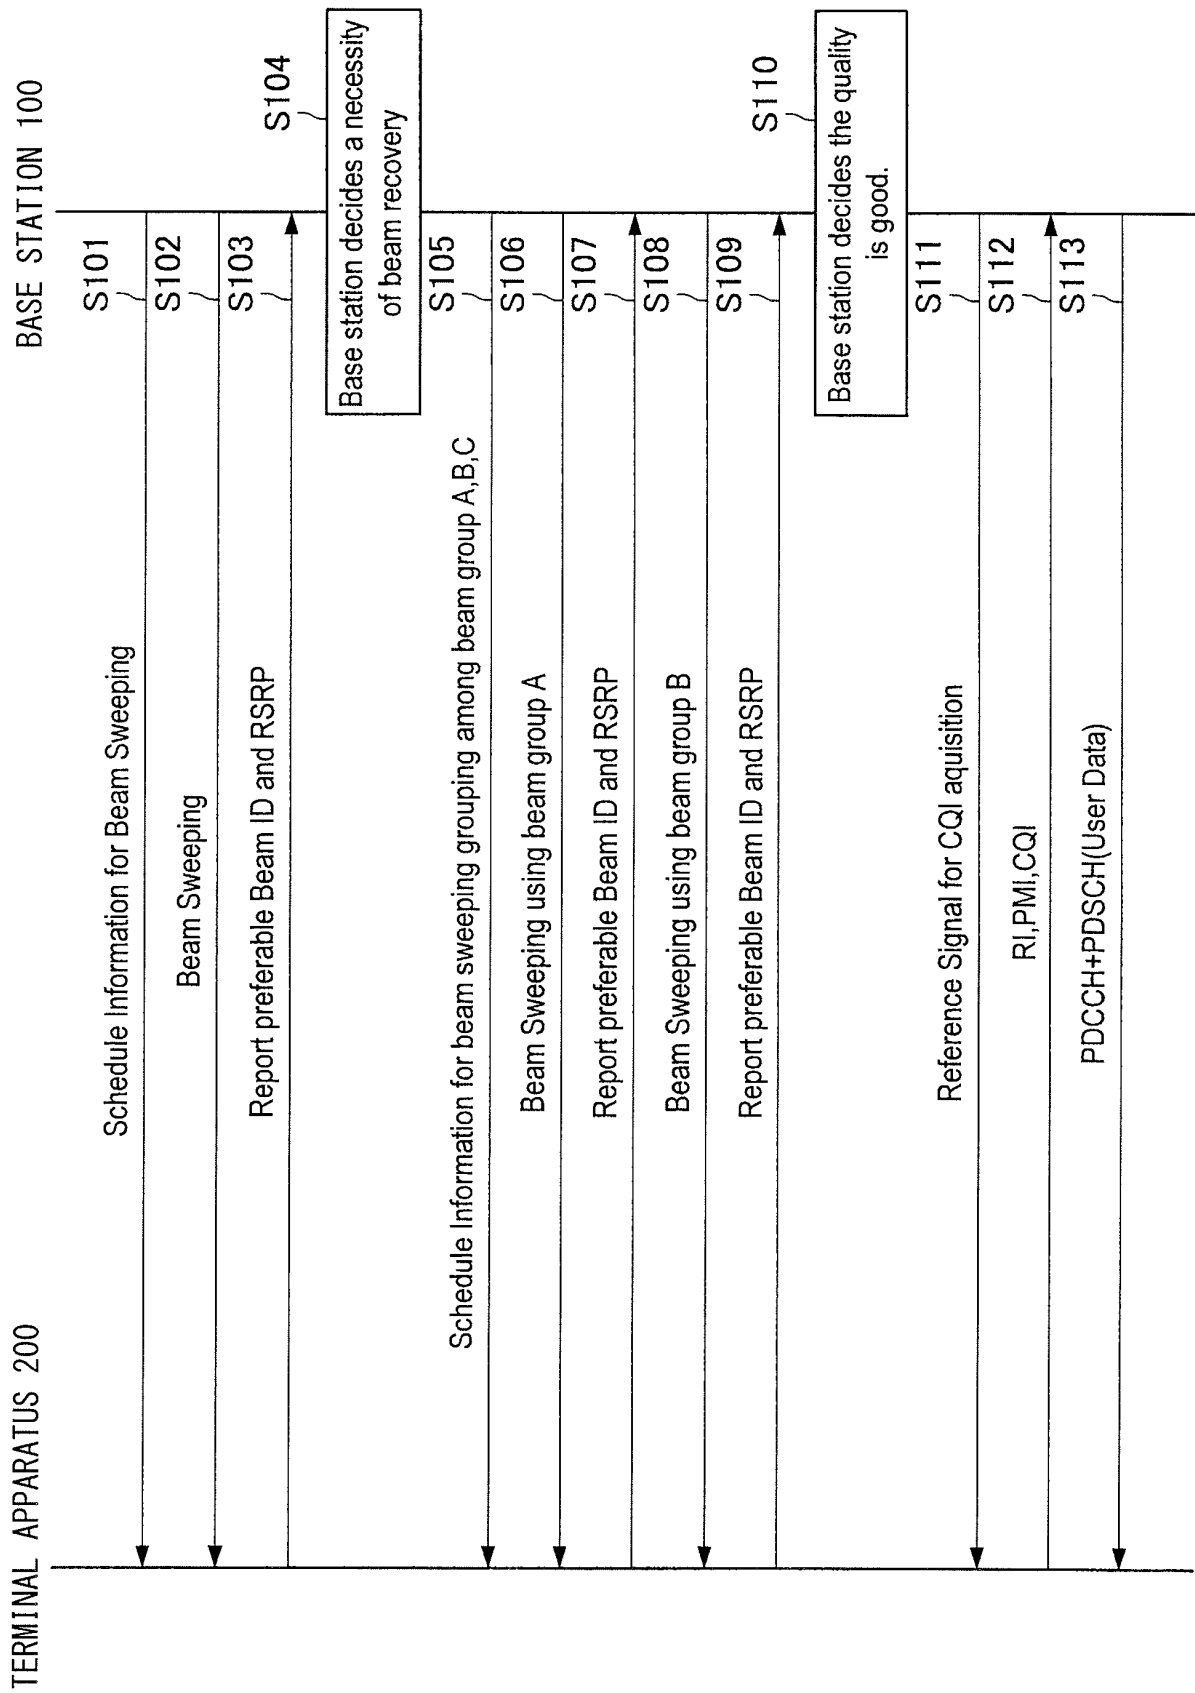 TERMINAL APPARATUS 200
BASE STATION 100
Schedule Information for Beam Sweeping
S101
Beam Sweeping
S102
Report preferable Beam ID and RSRP
S103
S104
Base station decides a necessity
of beam recovery
Schedule Information for beam sweeping grouping among beam group A,B,C
S105
Beam Sweeping using beam group A
S106
Report preferable Beam ID and RSRP
S107
Beam Sweeping using beam group B
S108
Report preferable Beam ID and RSRP
S109
S110
Base station decides the quality
is good.
Reference Signal for CQI aquisition
S111
RI,PMI,CQI
S112
PDCCH+PDSCH(User Data)
S113